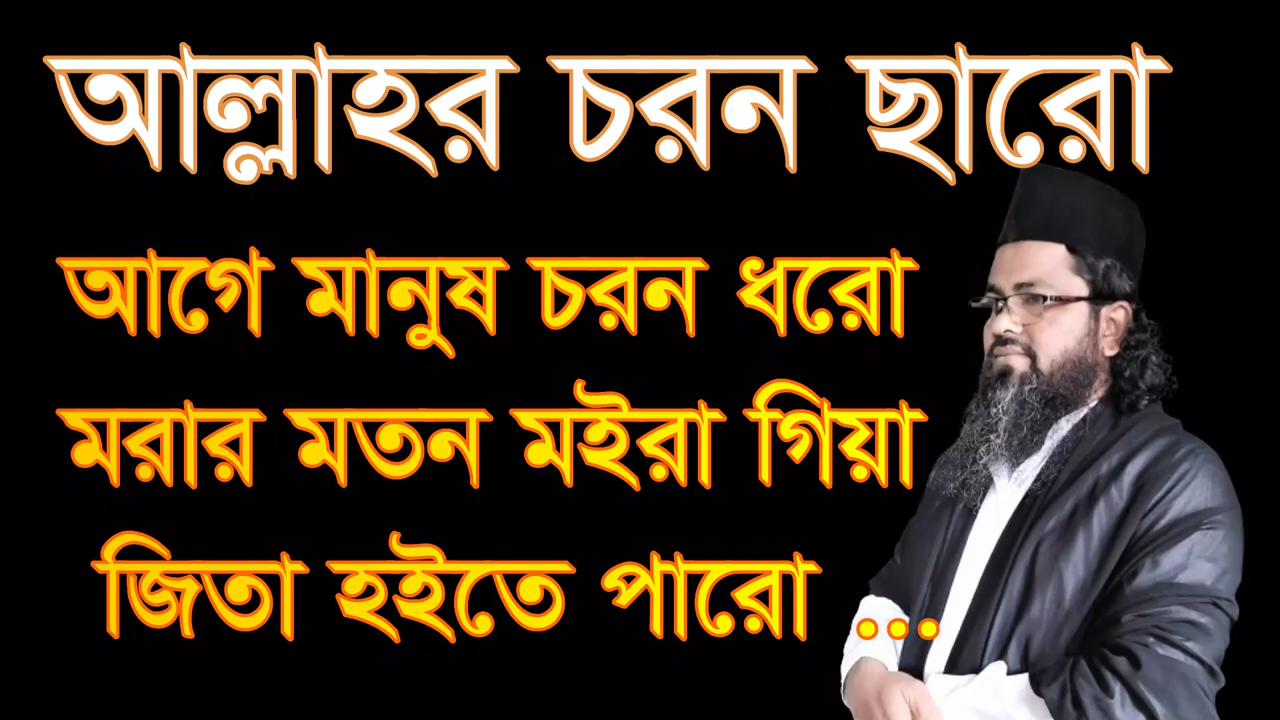 আল্লাহর চরন ছারো
আগে মানুষ চরন ধরো
মরার মতন মইরা গিয়া
জিতা হইতে পারো ...